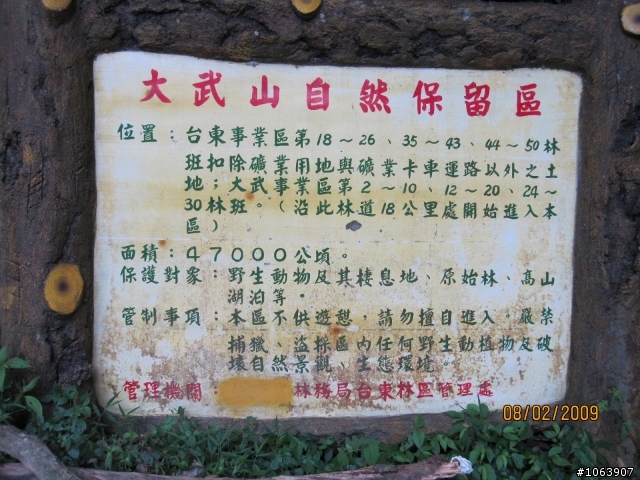 大武山自然保留區
位置：台東事業區第18～26、35～43、44～50林
班扣除礦業用地與礦業卡車運路以外之土
地；大武事業區第2～10、12～20、24～
30林班。（沿此林道18公里處開始進入本
區）
面積：47000公頃。
保護對象：野生動物及其棲息地、原始林、高山
湖泊等。
管制事項：本區不供遊憩，請勿擅自進入。嚴禁
捕獵、盜採區內任何野生動植物及破
壞自然景觀、生態環境
管理機關：林務局台東林區管理處
08/02/2009
#1063907